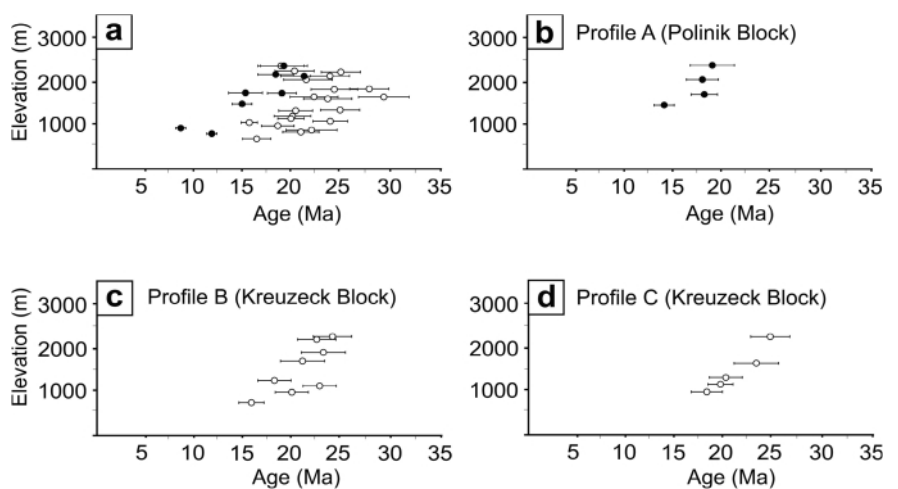 a
Elevation (m)
3000
2000
1000
5 10 15 20 25 30 35
Age (Ma)
b Profile A (Polinik Block)
3000
2000
1000
5 10 15 20 25 30 35
Age (Ma)
c Profile B (Kreuzeck Block)
Elevation (m)
3000
2000
1000
5 10 15 20 25 30 35
Age (Ma)
d Profile C (Kreuzeck Block)
3000
2000
1000
5 10 15 20 25 30 35
Age (Ma)